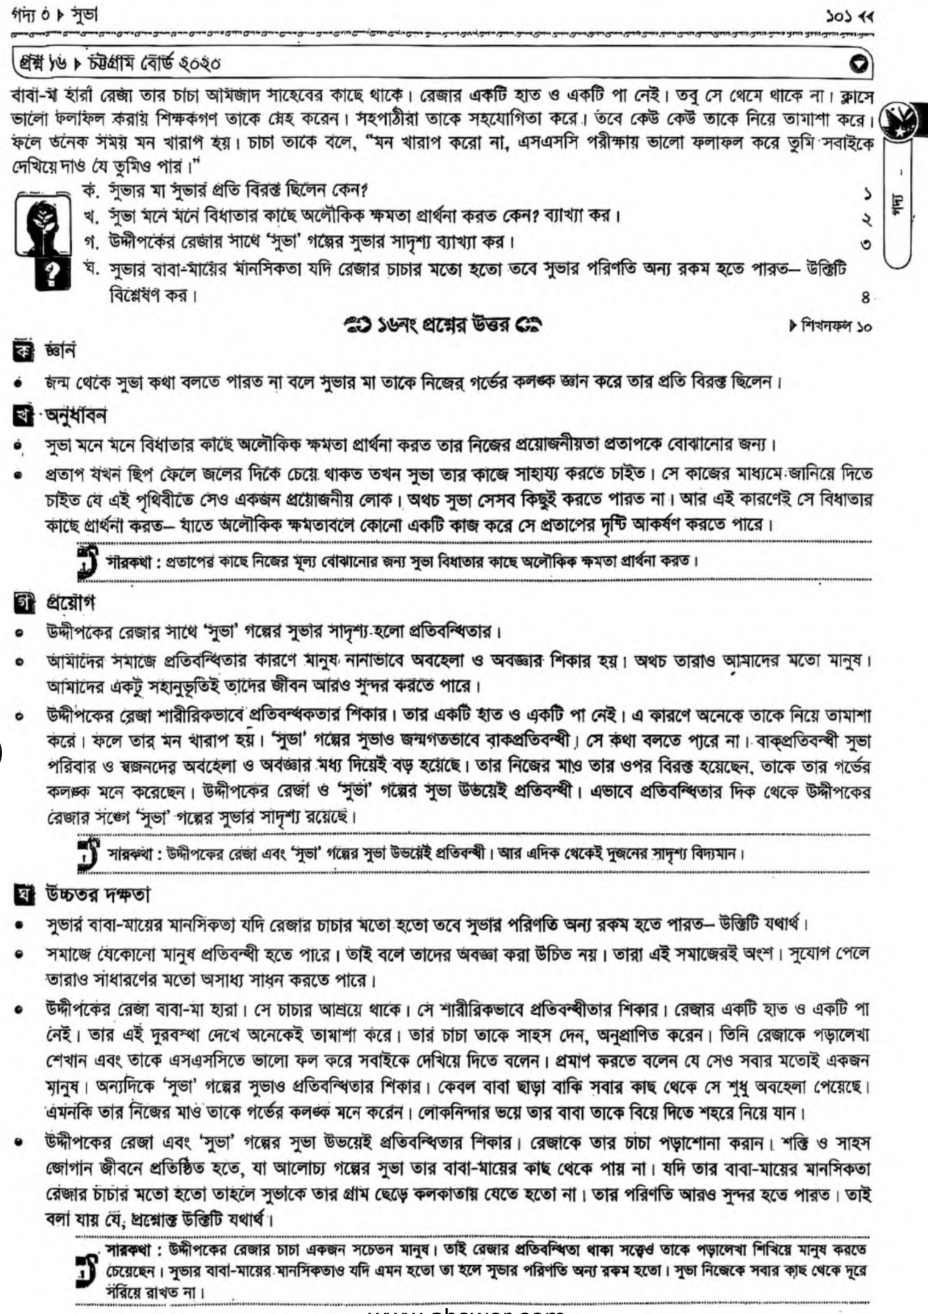 গদ্য ৩ ▶ সুভা ১০১ ◀◀
প্রশ্ন ১৬ ▶ চট্টগ্রাম বোর্ড ২০২০
বাবা-মা হারা রেজা তার চাচা আমজাদ সাহেবের কাছে থাকে। রেজার একটি হাত ও একটি পা নেই। তবু সে থেমে থাকে না। ক্লাসে
ভালো ফলাফল করায় শিক্ষকগণ তাকে স্নেহ করেন। সহপাঠীরা তাকে সহযোগিতা করে। তবে কেউ কেউ তাকে নিয়ে তামাশা করে।
ফলে অনেক সময় মন খারাপ হয়। চাচা তাকে বলে, “মন খারাপ করো না, এসএসসি পরীক্ষায় ভালো ফলাফল করে তুমি সবাইকে
দেখিয়ে দাও যে তুমিও পার।”
গদ্য -
ক. সুভার মা সুভার প্রতি বিরক্ত ছিলেন কেন? ১
খ. সুভা মনে মনে বিধাতার কাছে অলৌকিক ক্ষমতা প্রার্থনা করত কেন? ব্যাখ্যা কর। ২
গ. উদ্দীপকের রেজার সাথে ‘সুভা’ গল্পের সুভার সাদৃশ্য ব্যাখ্যা কর। ৩
ঘ. সুভার বাবা-মায়ের মানসিকতা যদি রেজার চাচার মতো হতো তবে সুভার পরিণতি অন্য রকম হতে পারত– উক্তিটি
বিশ্লেষণ কর। ৪
১৬নং প্রশ্নের উত্তর ▶ শিখনফল ১০
ক জ্ঞান
• জন্ম থেকে সুভা কথা বলতে পারত না বলে সুভার মা তাকে নিজের গর্ভের কলঙ্ক জ্ঞান করে তার প্রতি বিরক্ত ছিলেন।
খ অনুধাবন
• সুভা মনে মনে বিধাতার কাছে অলৌকিক ক্ষমতা প্রার্থনা করত তার নিজের প্রয়োজনীয়তা প্রতাপকে বোঝানোর জন্য।
• প্রতাপ যখন ছিপ ফেলে জলের দিকে চেয়ে থাকত তখন সুভা তার কাজে সাহায্য করতে চাইত। সে কাজের মাধ্যমে জানিয়ে দিতে
চাইত যে এই পৃথিবীতে সেও একজন প্রয়োজনীয় লোক। অথচ সুভা সেসব কিছুই করতে পারত না। আর এই কারণেই সে বিধাতার
কাছে প্রার্থনা করত– যাতে অলৌকিক ক্ষমতাবলে কোনো একটি কাজ করে সে প্রতাপের দৃষ্টি আকর্ষণ করতে পারে।
সারকথা : প্রতাপের কাছে নিজের মূল্য বোঝানোর জন্য সুভা বিধাতার কাছে অলৌকিক ক্ষমতা প্রার্থনা করত।
গ প্রয়োগ
• উদ্দীপকের রেজার সাথে ‘সুভা’ গল্পের সুভার সাদৃশ্য হলো প্রতিবন্ধিতার।
• আমাদের সমাজে প্রতিবন্ধিতার কারণে মানুষ নানাভাবে অবহেলা ও অবজ্ঞার শিকার হয়। অথচ তারাও আমাদের মতো মানুষ।
আমাদের একটু সহানুভূতিই তাদের জীবন আরও সুন্দর করতে পারে।
• উদ্দীপকের রেজা শারীরিকভাবে প্রতিবন্ধকতার শিকার। তার একটি হাত ও একটি পা নেই। এ কারণে অনেকে তাকে নিয়ে তামাশা
করে। ফলে তার মন খারাপ হয়। ‘সুভা’ গল্পের সুভাও জন্মগতভাবে বাকপ্রতিবন্ধী। সে কথা বলতে পারে না। বাকপ্রতিবন্ধী সুভা
পরিবার ও স্বজনদের অবহেলা ও অবজ্ঞার মধ্য দিয়েই বড় হয়েছে। তার নিজের মাও তার ওপর বিরক্ত হয়েছেন, তাকে তার গর্ভের
কলঙ্ক মনে করেছেন। উদ্দীপকের রেজা ও ‘সুভা’ গল্পের সুভা উভয়েই প্রতিবন্ধী। এভাবে প্রতিবন্ধিতার দিক থেকে উদ্দীপকের
রেজার সঙ্গে ‘সুভা’ গল্পের সুভার সাদৃশ্য রয়েছে।
সারকথা : উদ্দীপকের রেজা এবং ‘সুভা’ গল্পের সুভা উভয়েই প্রতিবন্ধী। আর এদিক থেকেই দুজনের সাদৃশ্য বিদ্যমান।
ঘ উচ্চতর দক্ষতা
• সুভার বাবা-মায়ের মানসিকতা যদি রেজার চাচার মতো হতো তবে সুভার পরিণতি অন্য রকম হতে পারত– উক্তিটি যথার্থ।
• সমাজে যেকোনো মানুষ প্রতিবন্ধী হতে পারে। তাই বলে তাদের অবজ্ঞা করা উচিত নয়। তারা এই সমাজেরই অংশ। সুযোগ পেলে
তারাও সাধারণের মতো অসাধ্য সাধন করতে পারে।
• উদ্দীপকের রেজা বাবা-মা হারা। সে চাচার আশ্রয়ে থাকে। সে শারীরিকভাবে প্রতিবন্ধীতার শিকার। রেজার একটি হাত ও একটি পা
নেই। তার এই দুরবস্থা দেখে অনেকেই তামাশা করে। তার চাচা তাকে সাহস দেন, অনুপ্রাণিত করেন। তিনি রেজাকে পড়ালেখা
শেখান এবং তাকে এসএসসিতে ভালো ফল করে সবাইকে দেখিয়ে দিতে বলেন। প্রমাণ করতে বলেন যে সেও সবার মতোই একজন
মানুষ। অন্যদিকে ‘সুভা’ গল্পের সুভাও প্রতিবন্ধিতার শিকার। কেবল বাবা ছাড়া বাকি সবার কাছ থেকে সে শুধু অবহেলা পেয়েছে।
এমনকি তার নিজের মাও তাকে গর্ভের কলঙ্ক মনে করেন। লোকনিন্দার ভয়ে তার বাবা তাকে বিয়ে দিতে শহরে নিয়ে যান।
• উদ্দীপকের রেজা এবং ‘সুভা’ গল্পের সুভা উভয়েই প্রতিবন্ধিতার শিকার। রেজাকে তার চাচা পড়াশোনা করান। শক্তি ও সাহস
জোগান জীবনে প্রতিষ্ঠিত হতে, যা আলোচ্য গল্পের সুভা তার বাবা-মায়ের কাছ থেকে পায় না। যদি তার বাবা-মায়ের মানসিকতা
রেজার চাচার মতো হতো তাহলে সুভাকে তার গ্রাম ছেড়ে কলকাতায় যেতে হতো না। তার পরিণতি আরও সুন্দর হতে পারত। তাই
বলা যায় যে, প্রশ্নোক্ত উক্তিটি যথার্থ।
সারকথা : উদ্দীপকের রেজার চাচা একজন সচেতন মানুষ। তাই রেজার প্রতিবন্ধিতা থাকা সত্ত্বেও তাকে পড়ালেখা শিখিয়ে মানুষ করতে
চেয়েছেন। সুভার বাবা-মায়ের মানসিকতাও যদি এমন হতো তা হলে সুভার পরিণতি অন্য রকম হতো। সুভা নিজেকে সবার কাছ থেকে দূরে
সরিয়ে রাখত না।